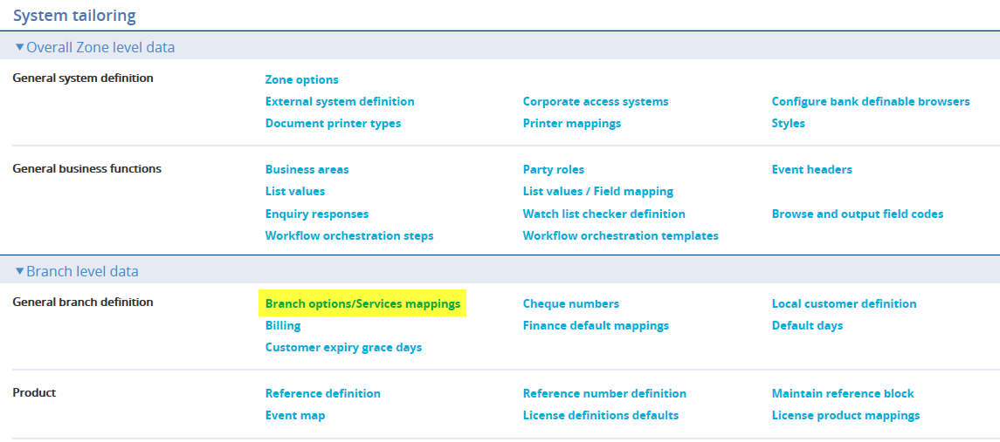 System tailoring
Overall Zone level data
General system definition Zone options
External system definition Corporate access systems Configure bank definable browsers
Document printer types Printer mappings Styles
General business functions Business areas Party roles Event headers
List values List values / Field mapping
Enquiry responses Watch list checker definition Browse and output field codes
Workflow orchestration steps Workflow orchestration templates
Branch level data
General branch definition Branch options/Services mappings Cheque numbers Local customer definition
Billing Finance default mappings Default days
Customer expiry grace days
Product Reference definition Reference number definition Maintain reference block
Event map License definitions defaults License product mappings